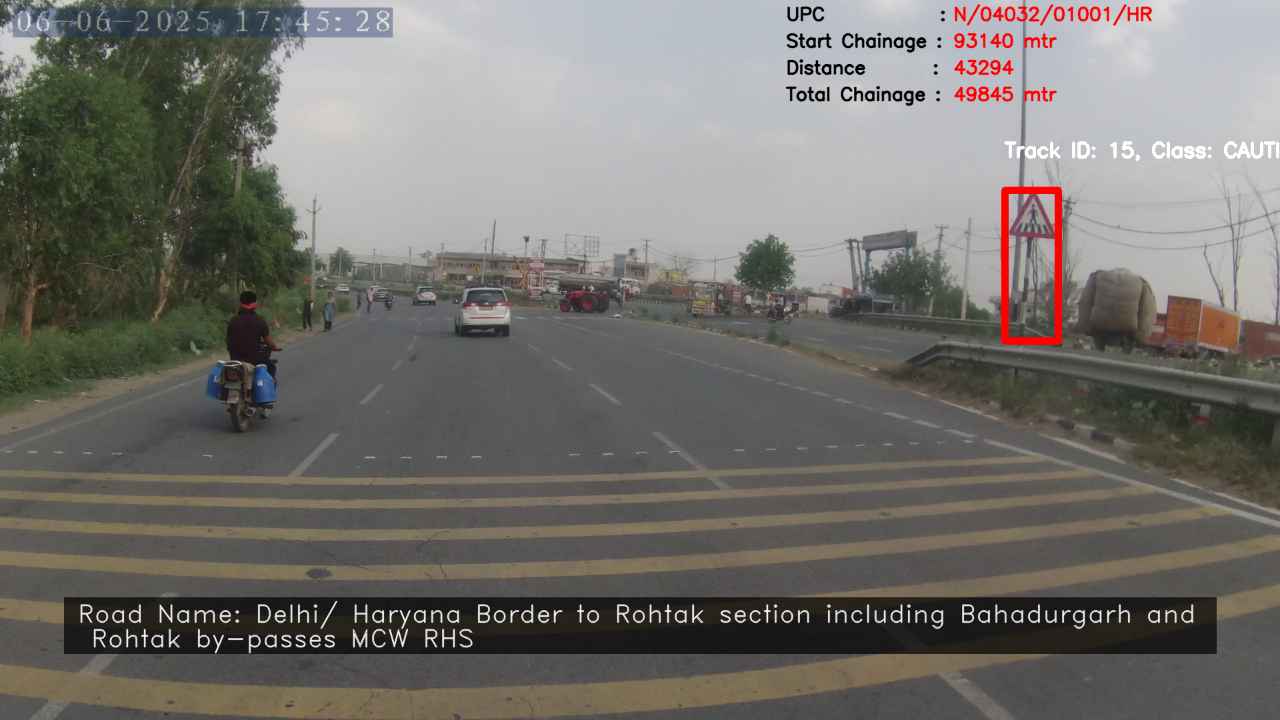 06-06-2025 17:45:28
UPC : N/04032/01001/HR
Start Chainage : 93140 mtr
Distance : 43294
Total Chainage : 49845 mtr
Track ID: 15, Class: CAUTI
Road Name: Delhi/ Haryana Border to Rohtak section including Bahadurgarh and
Rohtak by-passes MCW RHS